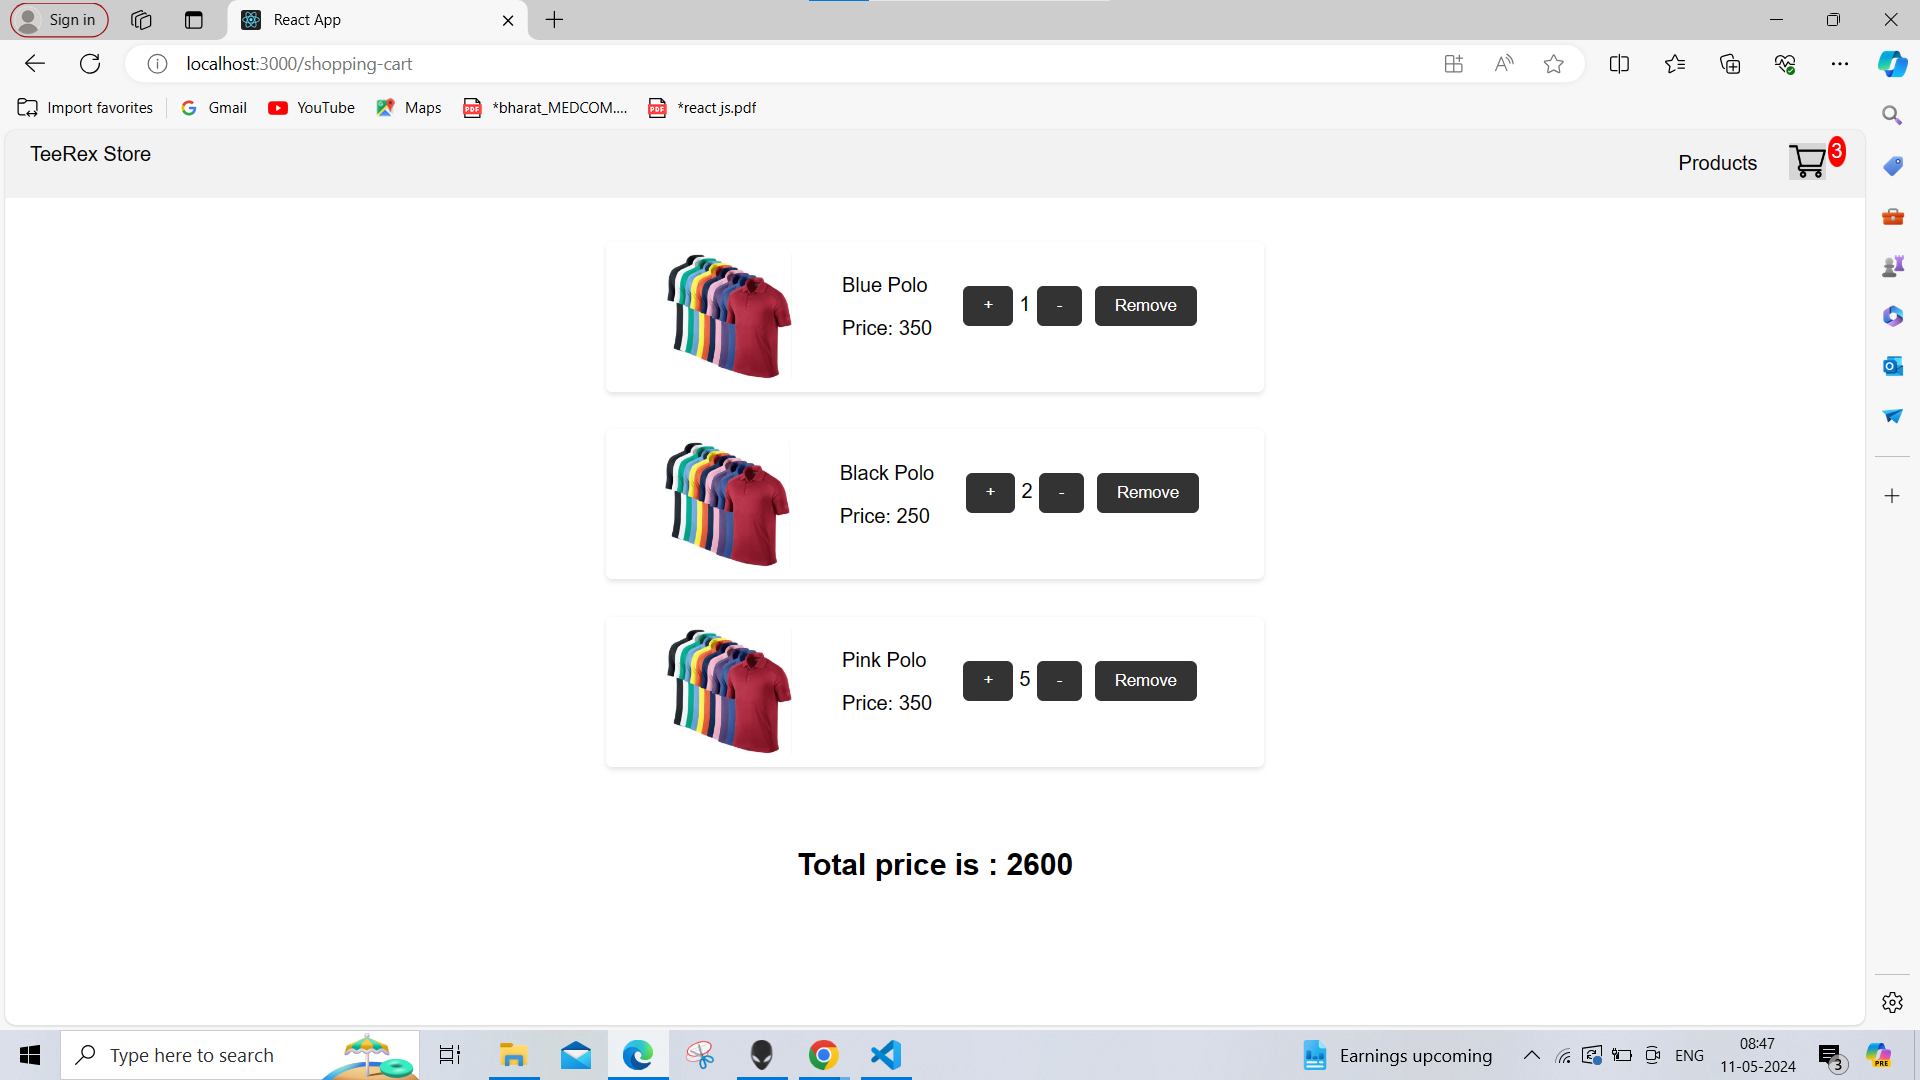 Sign in
React App
localhost:3000/shopping-cart
Import favorites
Gmail
YouTube
Maps
*bharat_MEDCOM....
*react js.pdf
TeeRex Store
Products
3
Blue Polo
Price: 350
+ 1 - Remove
Black Polo
Price: 250
+ 2 - Remove
Pink Polo
Price: 350
+ 5 - Remove
Total price is : 2600
Type here to search
Earnings upcoming
ENG
08:47
11-05-2024
3
PRE